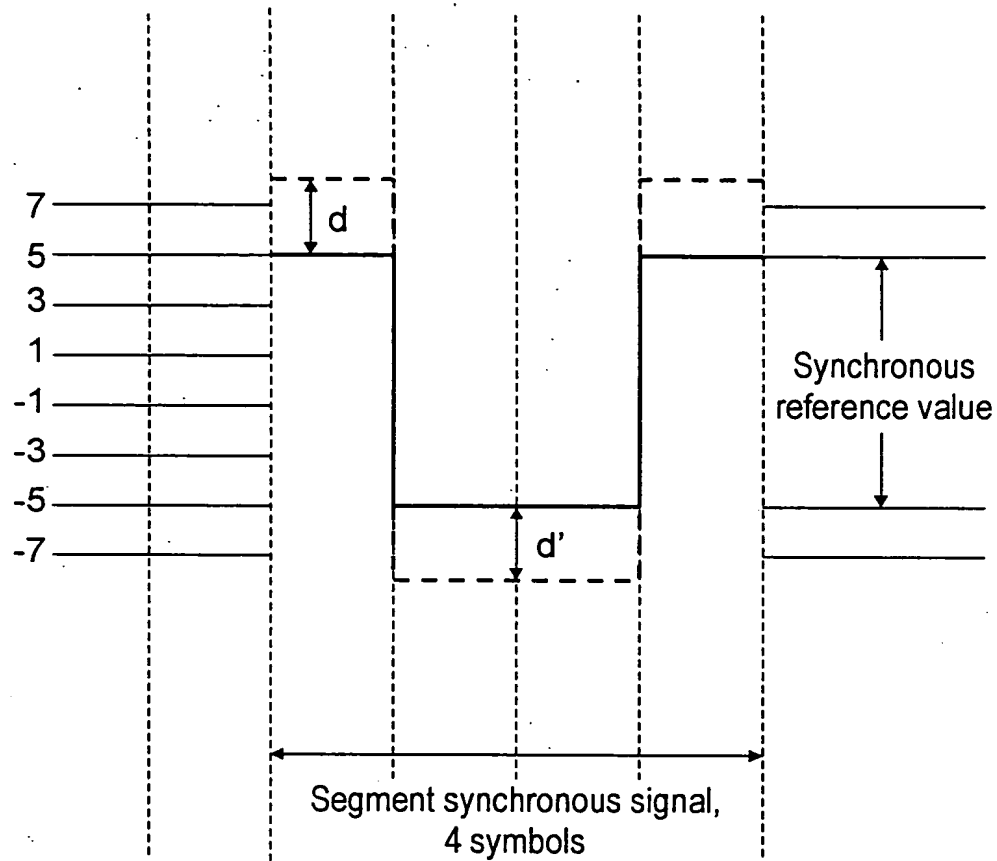 7
d
5
3
1
Synchronous
reference value
-1
-3
-5
d'
-7
Segment synchronous signal,
4 symbols